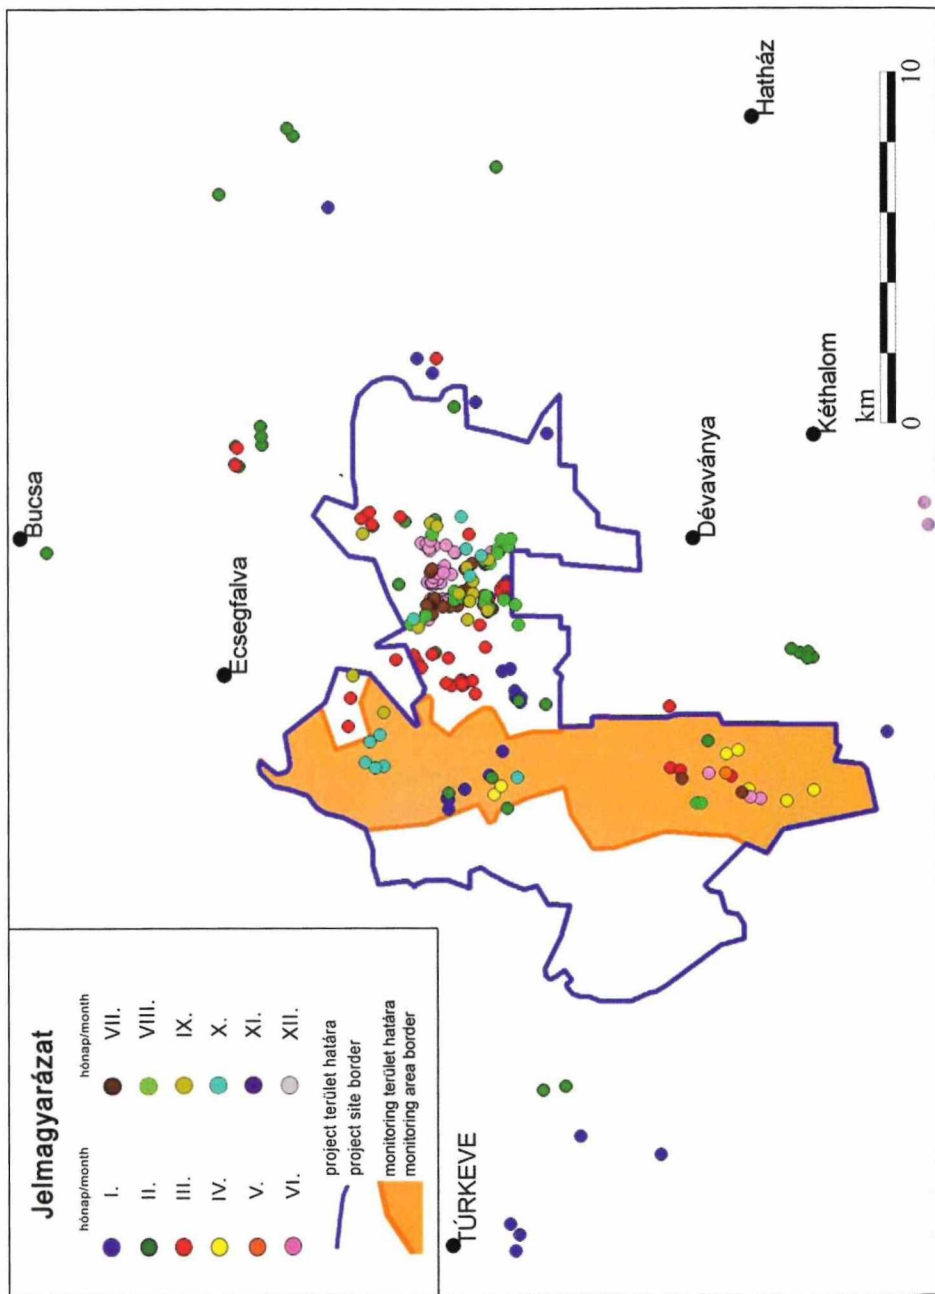 Jelmagyarázat
hónap/month
hónap/month
I.
VII.
II.
VIII.
III.
IX.
IV.
X.
V.
XI.
VI.
XII.
project terület határa
project site border
monitoring terület határa
monitoring area border
Bucsa
Ecsegfalva
TÚRKEVE
Dévaványa
Kéthalom
Hatház
km
0
10